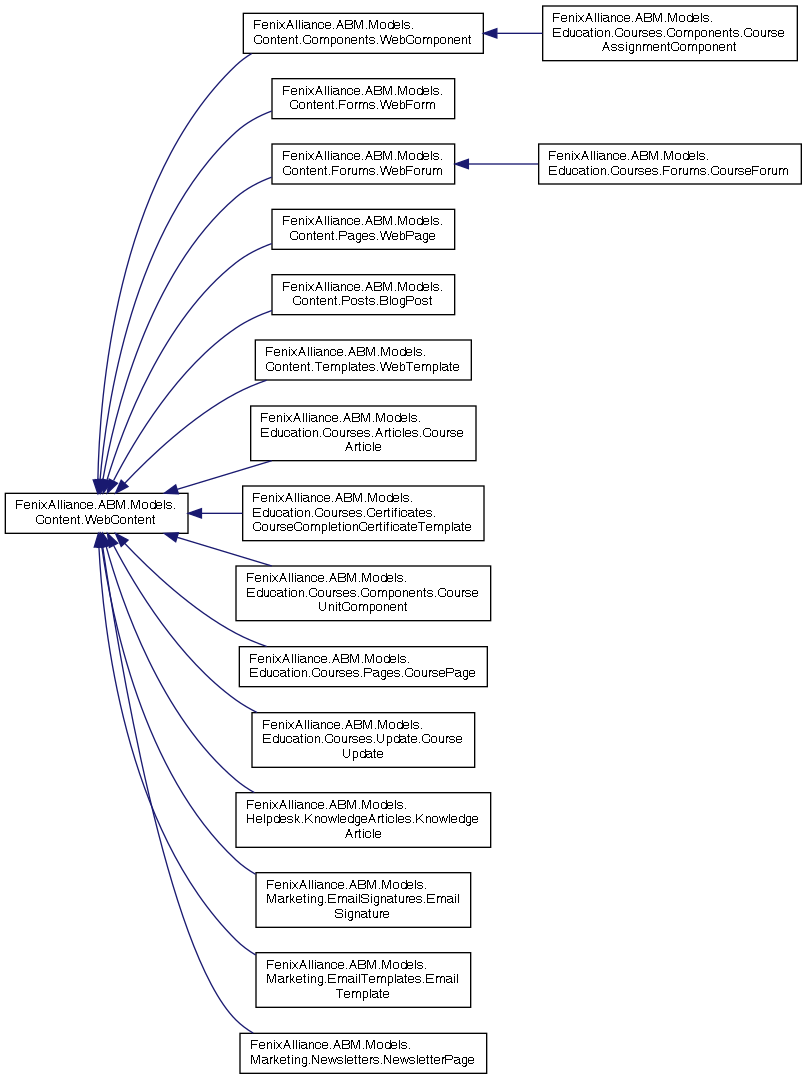 FenixAlliance.ABM.Models.
Content.Components.WebComponent
FenixAlliance.ABM.Models.
Education.Courses.Components.Course
AssignmentComponent
FenixAlliance.ABM.Models.
Content.Forms.WebForm
FenixAlliance.ABM.Models.
Content.Forums.WebForum
FenixAlliance.ABM.Models.
Education.Courses.Forums.CourseForum
FenixAlliance.ABM.Models.
Content.Pages.WebPage
FenixAlliance.ABM.Models.
Content.Posts.BlogPost
FenixAlliance.ABM.Models.
Content.Templates.WebTemplate
FenixAlliance.ABM.Models.
Education.Courses.Articles.Course
Article
FenixAlliance.ABM.Models.
Content.WebContent
FenixAlliance.ABM.Models.
Education.Courses.Certificates.
CourseCompletionCertificateTemplate
FenixAlliance.ABM.Models.
Education.Courses.Components.Course
UnitComponent
FenixAlliance.ABM.Models.
Education.Courses.Pages.CoursePage
FenixAlliance.ABM.Models.
Education.Courses.Update.Course
Update
FenixAlliance.ABM.Models.
Helpdesk.KnowledgeArticles.Knowledge
Article
FenixAlliance.ABM.Models.
Marketing.EmailSignatures.Email
Signature
FenixAlliance.ABM.Models.
Marketing.EmailTemplates.Email
Template
FenixAlliance.ABM.Models.
Marketing.Newsletters.NewsletterPage